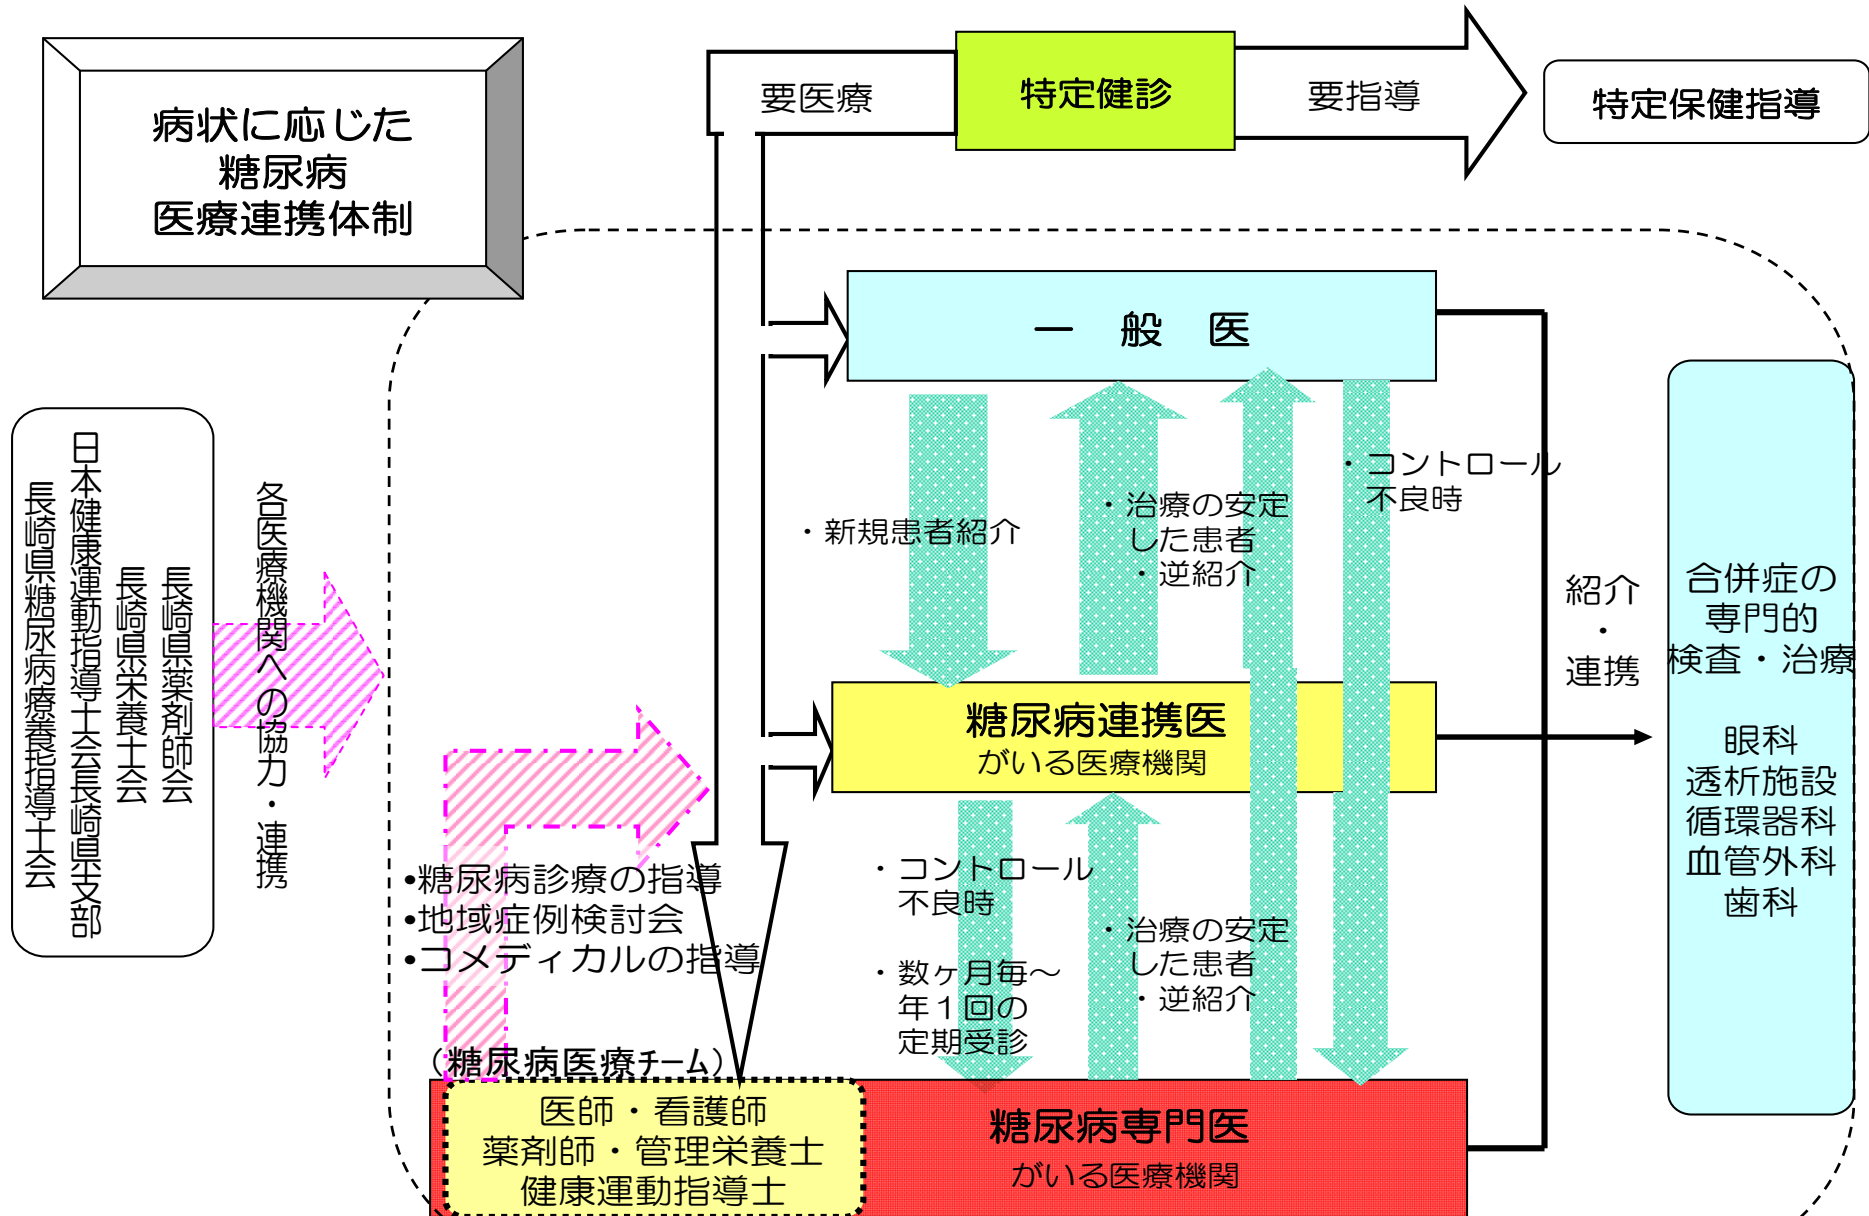 病状に応じた
糖尿病
医療連携体制
要医療
特定健診
要指導
特定保健指導
一 般 医
・新規患者紹介
・治療の安定
した患者
・逆紹介
・コントロール
不良時
日本健康運動指導士会長崎県支部
長崎県糖尿病療養指導士会
長崎県栄養士会
長崎県薬剤師会
各医療機関への協力・連携
紹介
・
連携
合併症の
専門的
検査・治療
眼科
透析施設
循環器科
血管外科
歯科
糖尿病連携医
がいる医療機関
•糖尿病診療の指導
•地域症例検討会
•コメディカルの指導
・コントロール
不良時
・数ヶ月毎～
年１回の
定期受診
・治療の安定
した患者
・逆紹介
（糖尿病医療チーム）
医師・看護師
薬剤師・管理栄養士
健康運動指導士
糖尿病専門医
がいる医療機関